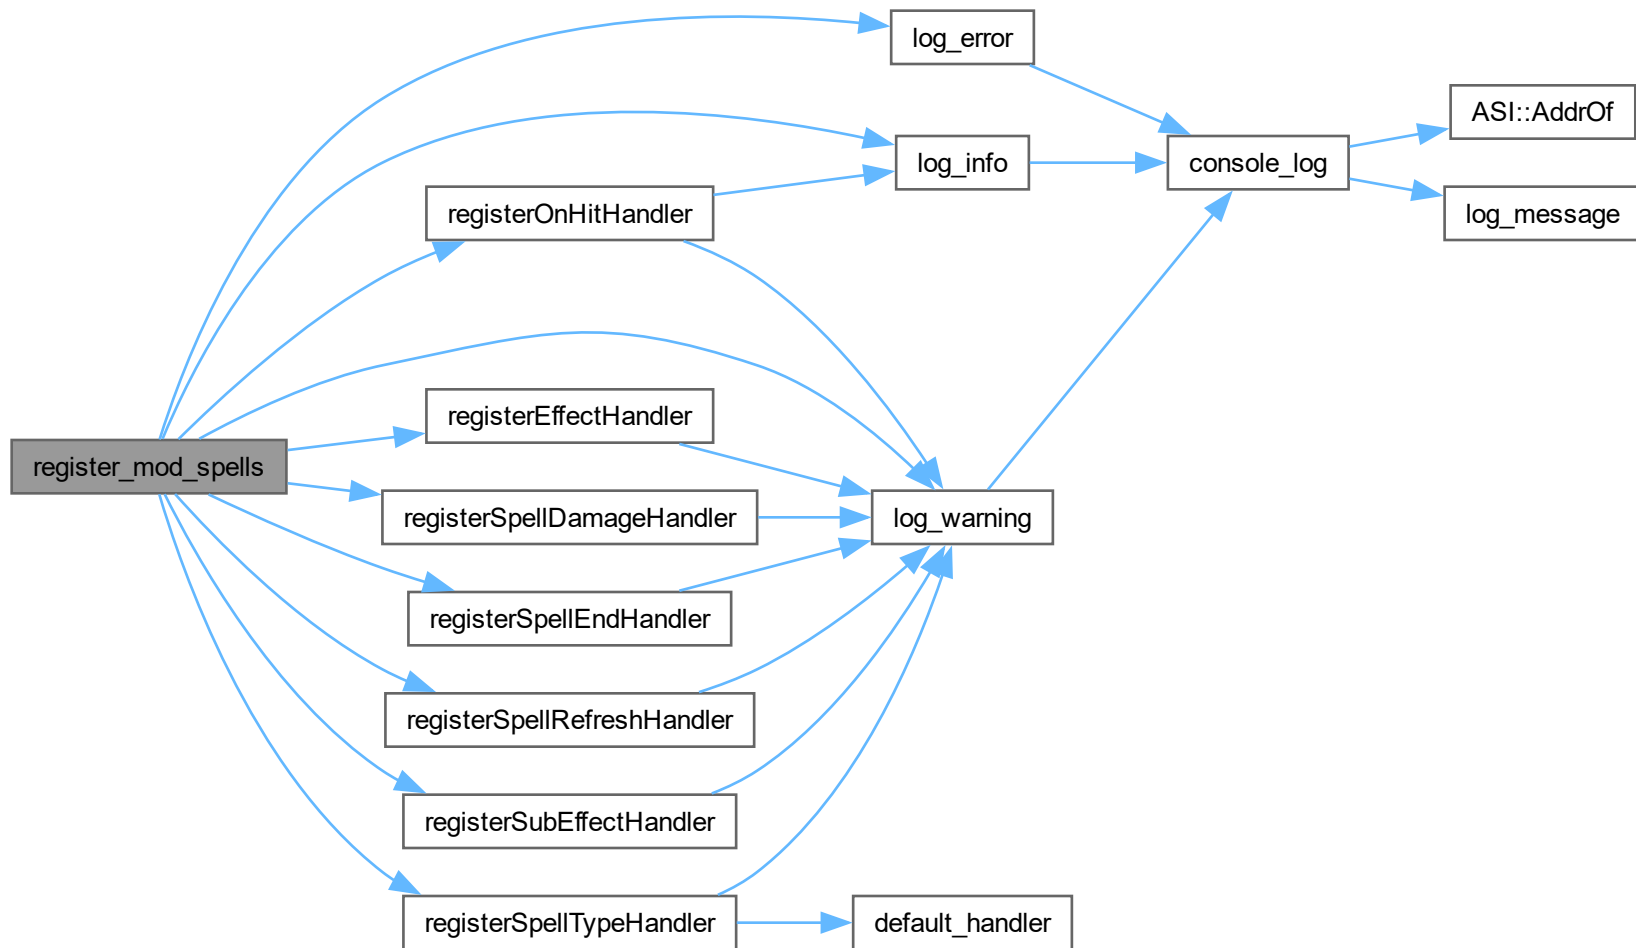 log_error
ASI::AddrOf
log_info
console_log
registerOnHitHandler
log_message
registerEffectHandler
register_mod_spells
registerSpellDamageHandler
log_warning
registerSpellEndHandler
registerSpellRefreshHandler
registerSubEffectHandler
registerSpellTypeHandler
default_handler